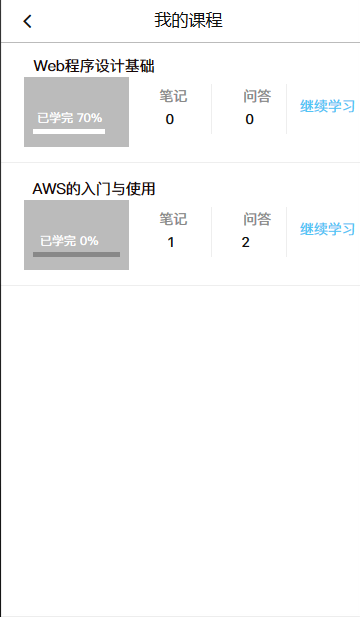 我的课程
Web程序设计基础
已学完 70%
笔记 问答 继续学习
0 0
AWS的入门与使用
已学完 0%
笔记 问答 继续学习
1 2